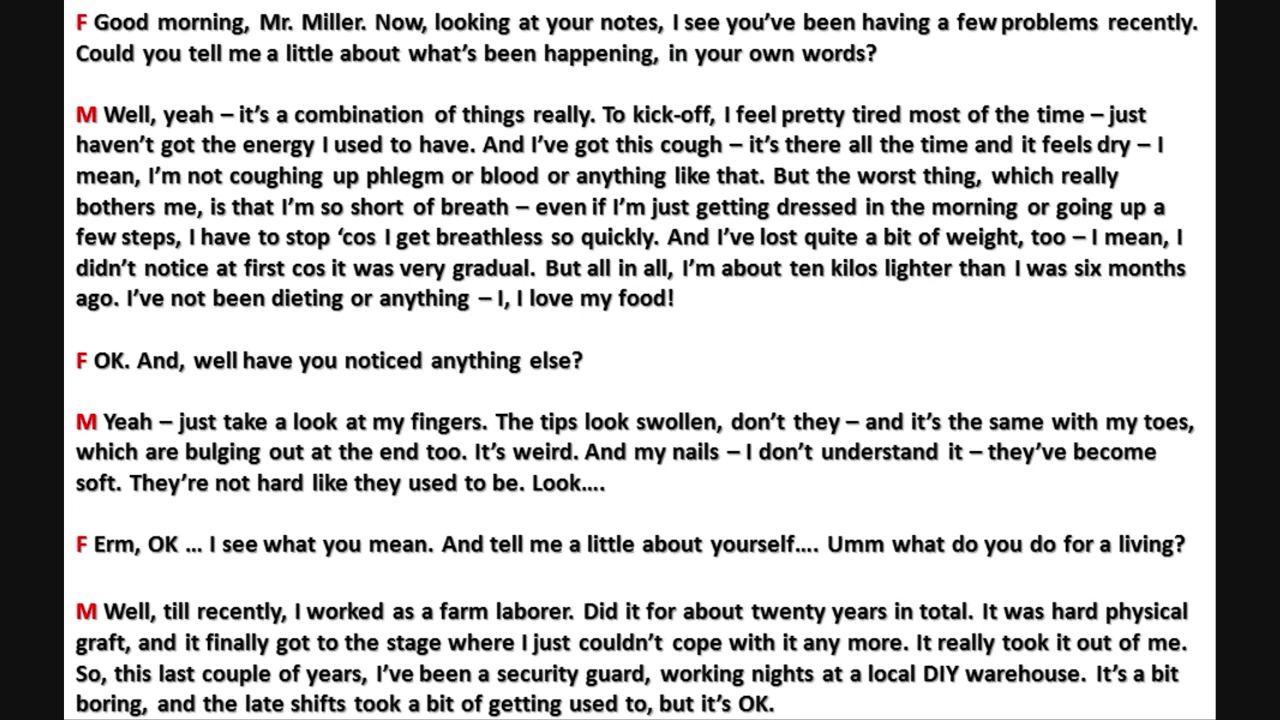 F Good morning, Mr. Miller. Now, looking at your notes, I see you’ve been having a few problems recently.
Could you tell me a little about what’s been happening, in your own words?
M Well, yeah – it’s a combination of things really. To kick-off, I feel pretty tired most of the time – just
haven’t got the energy I used to have. And I’ve got this cough – it’s there all the time and it feels dry – I
mean, I’m not coughing up phlegm or blood or anything like that. But the worst thing, which really
bothers me, is that I’m so short of breath – even if I’m just getting dressed in the morning or going up a
few steps, I have to stop ‘cos I get breathless so quickly. And I’ve lost quite a bit of weight, too – I mean, I
didn’t notice at first cos it was very gradual. But all in all, I’m about ten kilos lighter than I was six months
ago. I’ve not been dieting or anything – I, I love my food!
F OK. And, well have you noticed anything else?
M Yeah – just take a look at my fingers. The tips look swollen, don’t they – and it’s the same with my toes,
which are bulging out at the end too. It’s weird. And my nails – I don’t understand it – they’ve become
soft. They’re not hard like they used to be. Look….
F Erm, OK … I see what you mean. And tell me a little about yourself…. Umm what do you do for a living?
M Well, till recently, I worked as a farm laborer. Did it for about twenty years in total. It was hard physical
graft, and it finally got to the stage where I just couldn’t cope with it any more. It really took it out of me.
So, this last couple of years, I’ve been a security guard, working nights at a local DIY warehouse. It’s a bit
boring, and the late shifts took a bit of getting used to, but it’s OK.